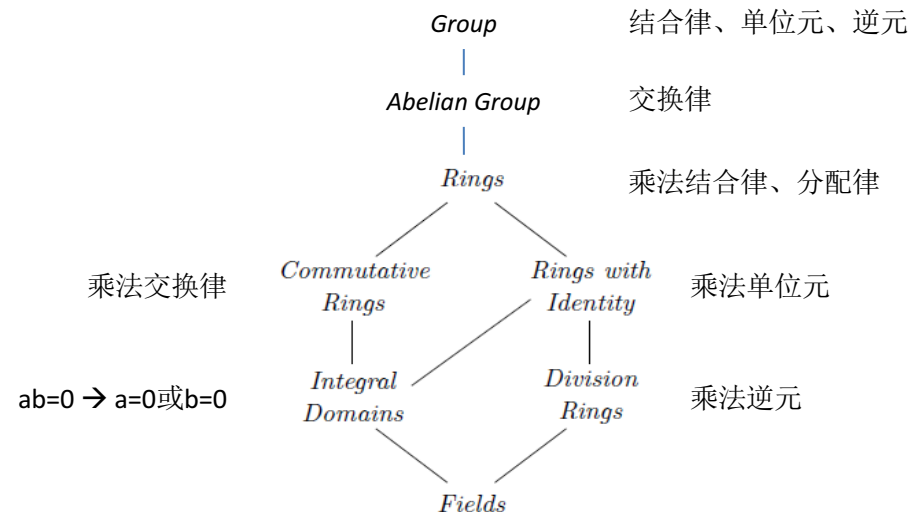 Group 结合律、单位元、逆元
Abelian Group 交换律
Rings 乘法结合律、分配律
乘法交换律
Commutative
Rings
Rings with
Identity
乘法单位元
ab=0 → a=0或b=0
Integral
Domains
Division
Rings
乘法逆元
Fields